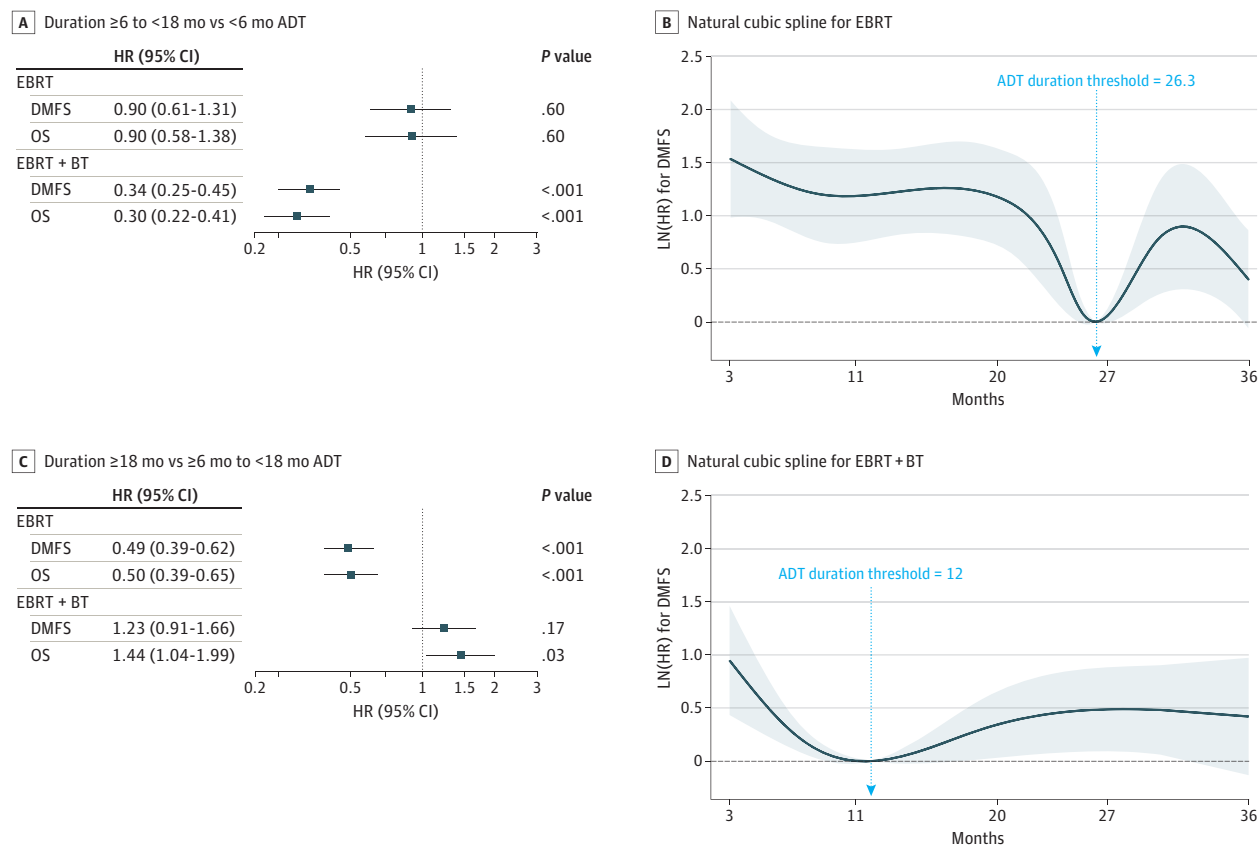 A Duration ≥6 to <18 mo vs <6 mo ADT
HR (95% CI) P value
EBRT
DMFS 0.90 (0.61-1.31) .60
OS 0.90 (0.58-1.38) .60
EBRT + BT
DMFS 0.34 (0.25-0.45) <.001
OS 0.30 (0.22-0.41) <.001
0.2 0.5 1 1.5 2 3
HR (95% CI)
B Natural cubic spline for EBRT
ADT duration threshold = 26.3
LN(HR) for DMFS
2.5
2.0
1.5
1.0
0.5
0
3 11 20 27 36
Months
C Duration ≥18 mo vs ≥6 mo to <18 mo ADT
HR (95% CI) P value
EBRT
DMFS 0.49 (0.39-0.62) <.001
OS 0.50 (0.39-0.65) <.001
EBRT + BT
DMFS 1.23 (0.91-1.66) .17
OS 1.44 (1.04-1.99) .03
0.2 0.5 1 1.5 2 3
HR (95% CI)
D Natural cubic spline for EBRT + BT
ADT duration threshold = 12
LN(HR) for DMFS
2.5
2.0
1.5
1.0
0.5
0
3 11 20 27 36
Months